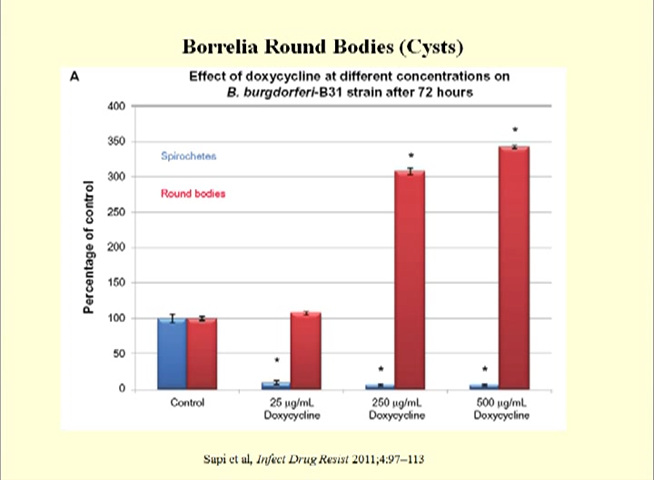 Borrelia Round Bodies (Cysts)
A
Effect of doxycycline at different concentrations on
B. burgdorferi-B31 strain after 72 hours
Percentage of control
400
350
300
250
200
150
100
50
0
Spirochetes
Round bodies
*
*
*
*
*
Control
25 µg/mL
Doxycycline
250 µg/mL
Doxycycline
500 µg/mL
Doxycycline
Sapi et al, Infect Drug Resist 2011;4:97–113